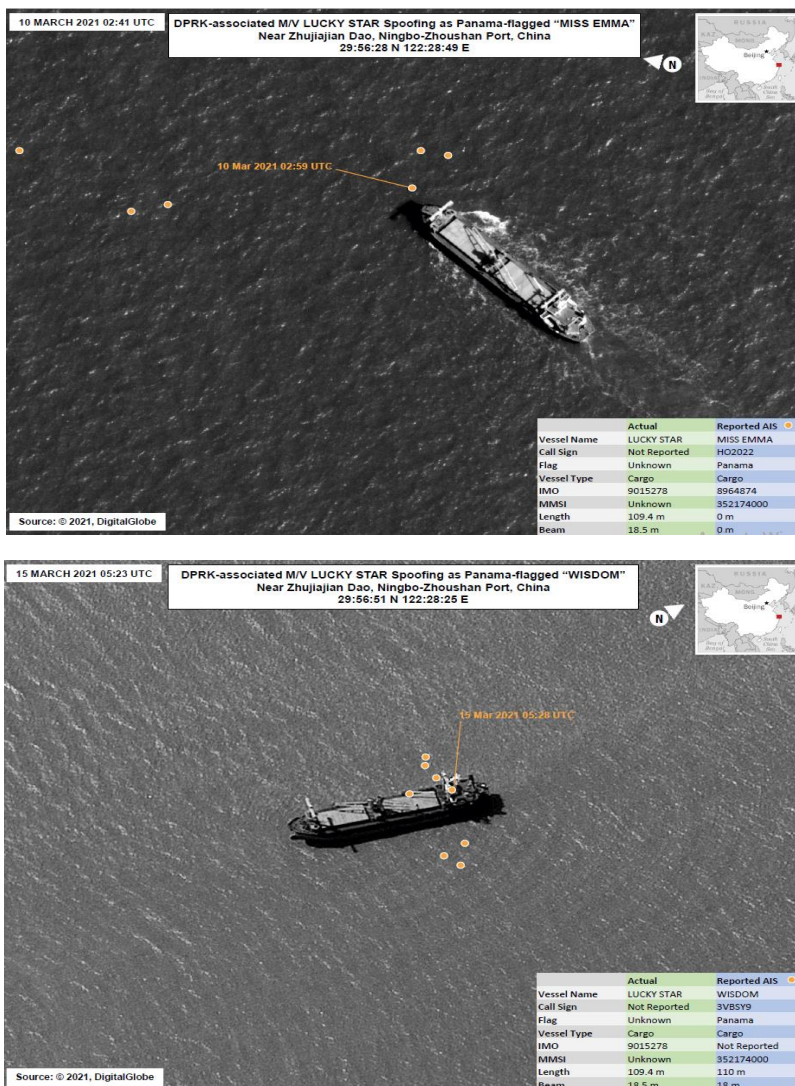 10 MARCH 2021 02:41 UTC
DPRK-associated M/V LUCKY STAR Spoofing as Panama-flagged “MISS EMMA”
Near Zhujiajian Dao, Ningbo-Zhoushan Port, China
29:56:28 N 122:28:49 E
N
RUSSIA
Beijing
10 Mar 2021 02:59 UTC
Actual Reported AIS
Vessel Name LUCKY STAR MISS EMMA
Call Sign Not Reported HO2022
Flag Unknown Panama
Vessel Type Cargo Cargo
IMO 9015278 8964874
MMSI Unknown 352174000
Length 109.4 m 0 m
Beam 18.5 m 0 m
Source: © 2021, DigitalGlobe
15 MARCH 2021 05:23 UTC
DPRK-associated M/V LUCKY STAR Spoofing as Panama-flagged “WISDOM”
Near Zhujiajian Dao, Ningbo-Zhoushan Port, China
29:56:51 N 122:28:25 E
N
RUSSIA
Beijing
15 Mar 2021 05:28 UTC
Actual Reported AIS
Vessel Name LUCKY STAR WISDOM
Call Sign Not Reported 3VBSY9
Flag Unknown Panama
Vessel Type Cargo Cargo
IMO 9015278 Not Reported
MMSI Unknown 352174000
Length 109.4 m 110 m
Beam 18.5 m 18 m
Source: © 2021, DigitalGlobe